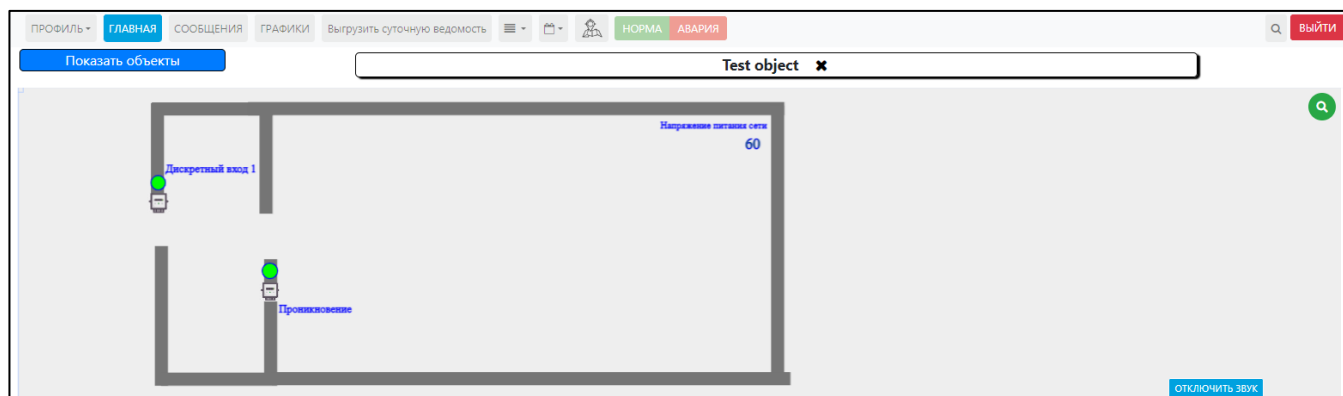 ПРОФИЛЬ ГЛАВНАЯ СООБЩЕНИЯ ГРАФИКИ Выгрузить суточную ведомость НОРМА АВАРИЯ ВЫЙТИ
Показать объекты Test object ✖
Напряжение питания сети
60
Дискретный вход 1
Проникновение
ОТКЛЮЧИТЬ ЗВУК